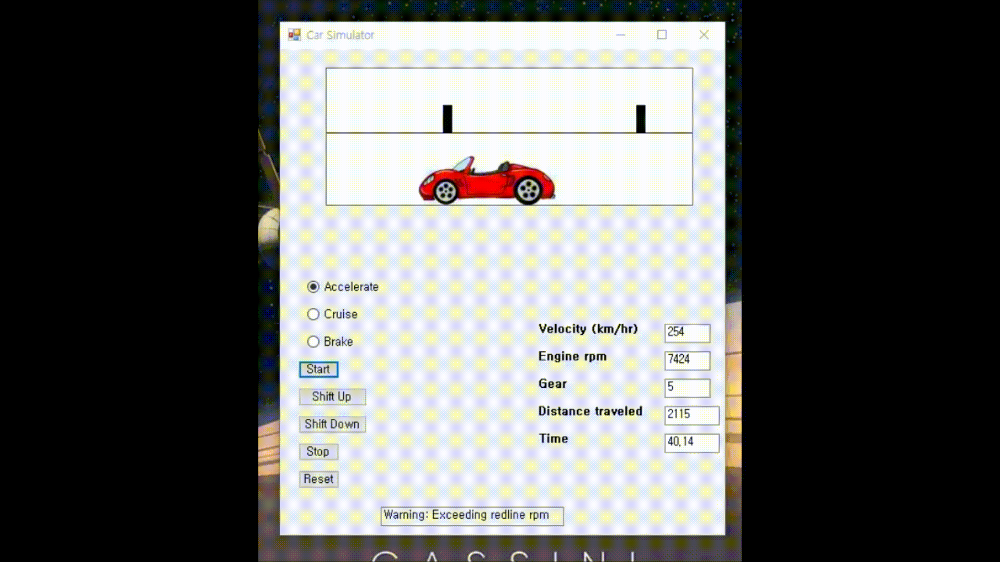 Car Simulator
Accelerate
Cruise
Brake
Start
Shift Up
Shift Down
Stop
Reset
Velocity (km/hr) 254
Engine rpm 7424
Gear 5
Distance traveled 2115
Time 40,14
Warning: Exceeding redline rpm
CASSINI